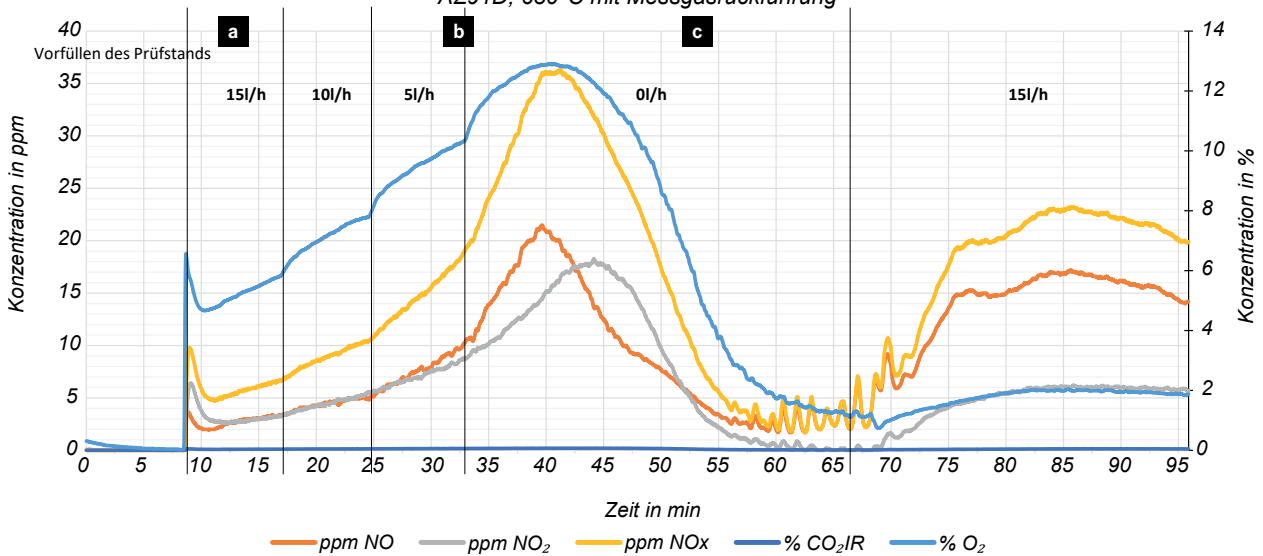 AZ91D, mit Messgasrückführung
40
35
30
25
20
15
10
5
0
Konzentration in ppm
Vorfüllen des Prüfstands
a
b
c
15l/h
10l/h
5l/h
0l/h
15l/h
14
12
10
8
6
4
2
0
Konzentration in %
0 5 10 15 20 25 30 35 40 45 50 55 60 65 70 75 80 85 90 95
Zeit in min
ppm NO ppm NO₂ ppm NOx % CO₂IR % O₂